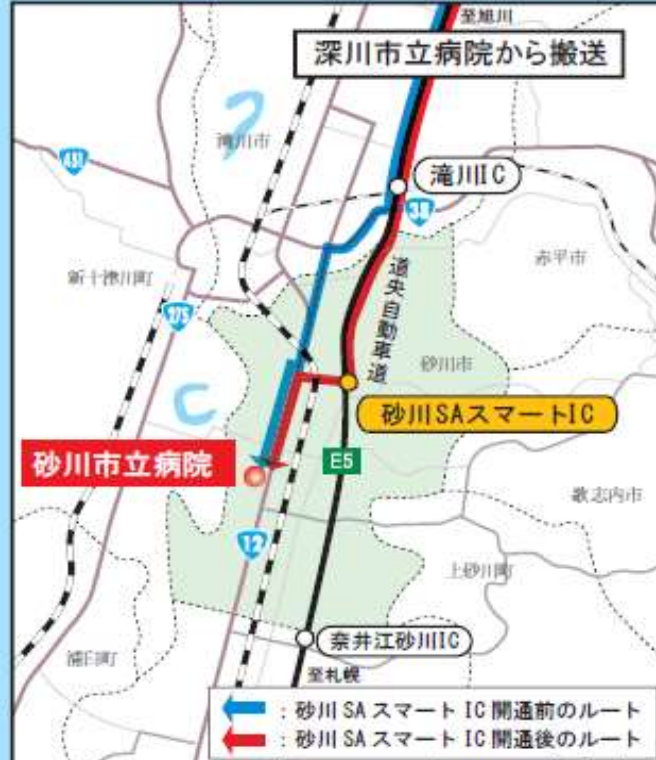 至旭川
深川市立病院から搬送
滝川市
451
滝川IC
38
新十津川町
赤平市
275
道央自動車道
砂川市
砂川SAスマートIC
砂川市立病院
E5
歌志内市
12
上砂川町
奈井江砂川IC
浦臼町
至札幌
：砂川SAスマートIC開通前のルート
：砂川SAスマートIC開通後のルート